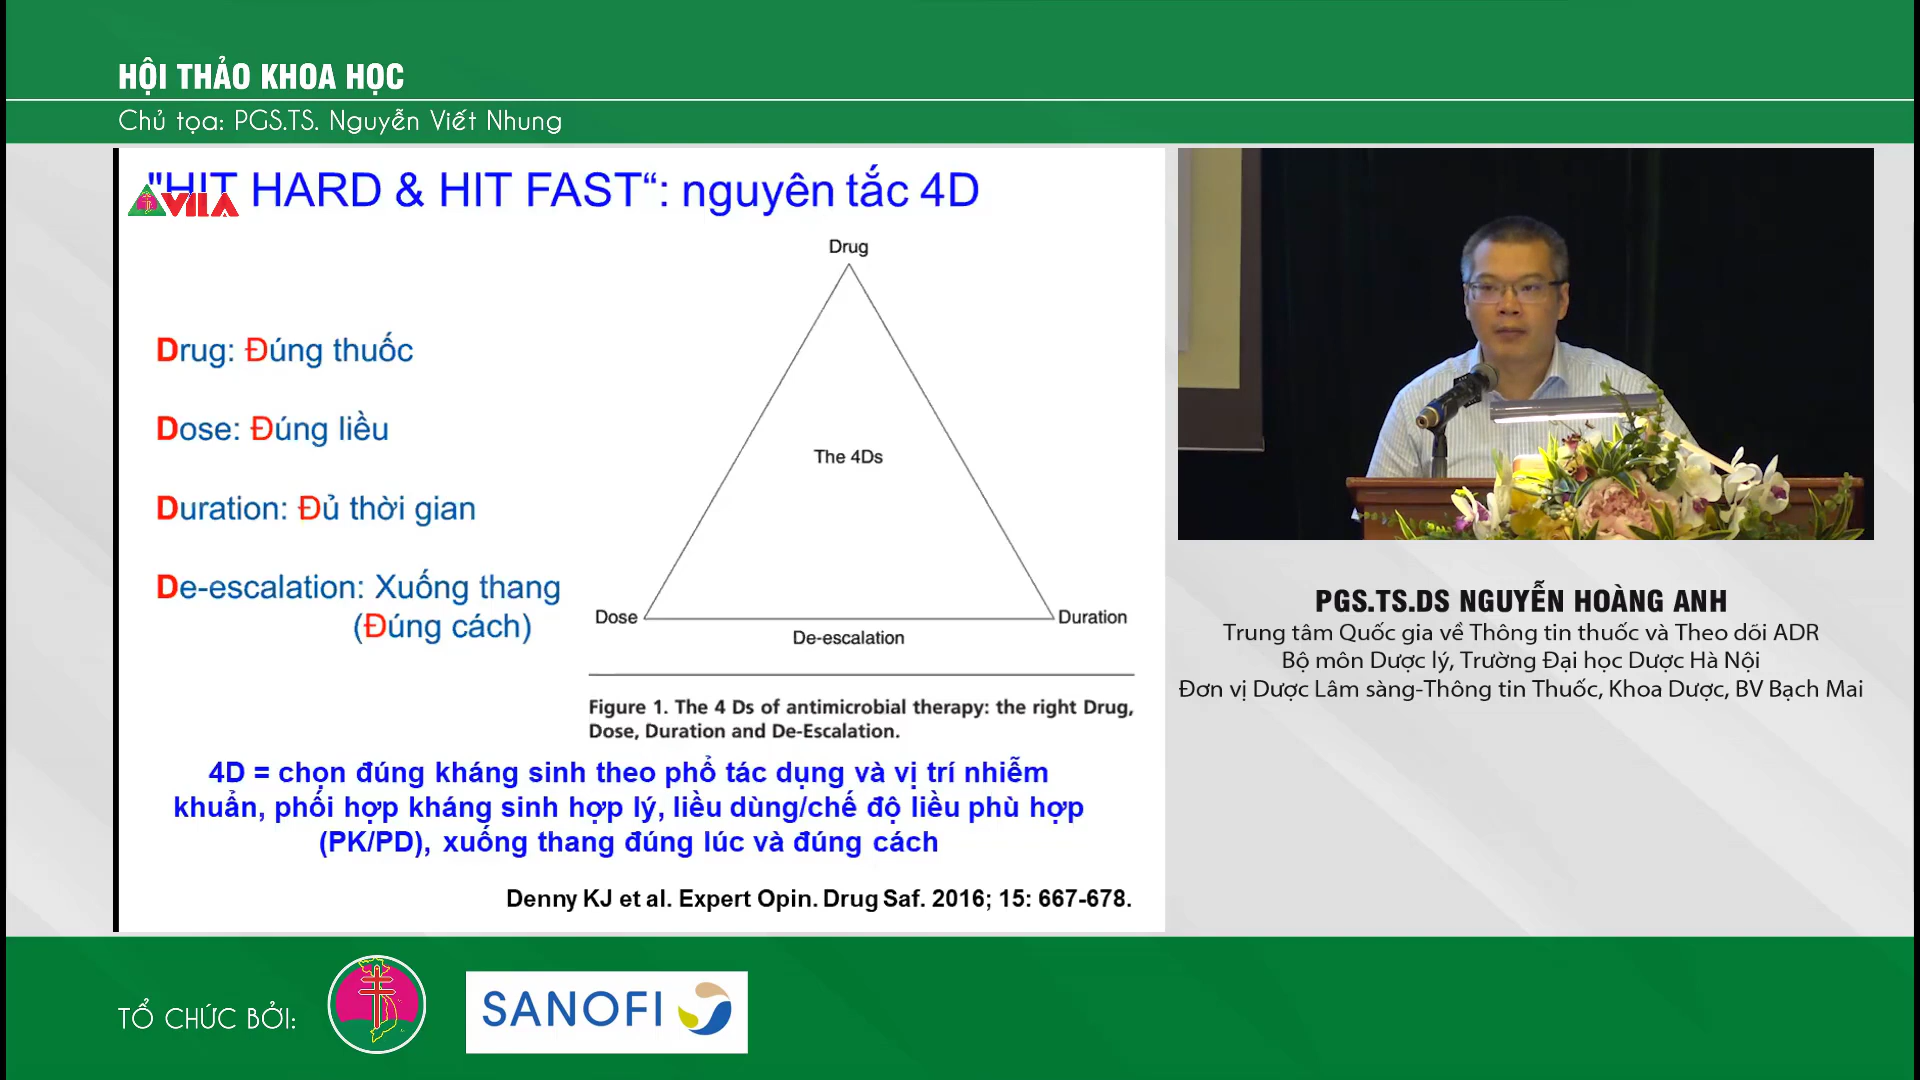 HỘI THẢO KHOA HỌC
Chủ tọa: PGS.TS. Nguyễn Viết Nhung
"HIT HARD & HIT FAST“: nguyên tắc 4D
VILA
Drug: Đúng thuốc
Dose: Đúng liều
Duration: Đủ thời gian
De-escalation: Xuống thang
(Đúng cách)
Drug
The 4Ds
Dose
Duration
De-escalation
Figure 1. The 4 Ds of antimicrobial therapy: the right Drug,
Dose, Duration and De-Escalation.
4D = chọn đúng kháng sinh theo phổ tác dụng và vị trí nhiễm
khuẩn, phối hợp kháng sinh hợp lý, liều dùng/chế độ liều phù hợp
(PK/PD), xuống thang đúng lúc và đúng cách
Denny KJ et al. Expert Opin. Drug Saf. 2016; 15: 667-678.
PGS.TS.DS NGUYỄN HOÀNG ANH
Trung tâm Quốc gia về Thông tin thuốc và Theo dõi ADR
Bộ môn Dược lý, Trường Đại học Dược Hà Nội
Đơn vị Dược Lâm sàng-Thông tin Thuốc, Khoa Dược, BV Bạch Mai
TỔ CHỨC BỞI:
SANOFI